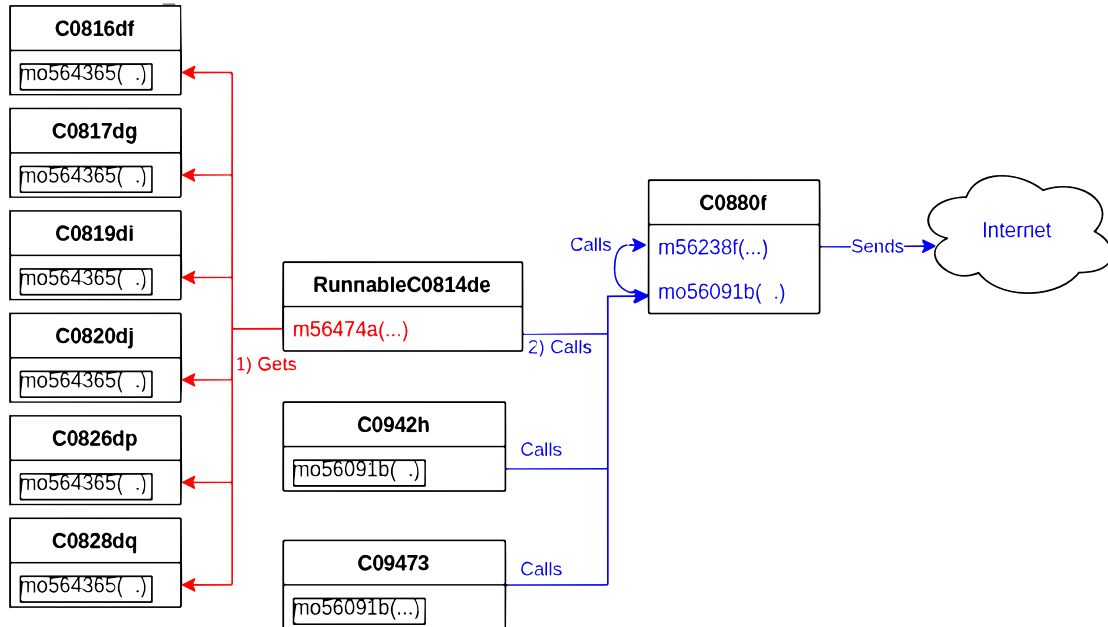 C0816df
mo564365( .)
C0817dg
mo564365( .)
C0819di
mo564365( .)
C0820dj
mo564365( .)
C0826dp
mo564365( .)
C0828dq
mo564365( .)
RunnableC0814de
m56474a(...)
1) Gets
2) Calls
C0942h
mo56091b( .)
Calls
C09473
mo56091b(...)
Calls
C0880f
Calls
m56238f(...)
mo56091b( .)
Sends
Internet